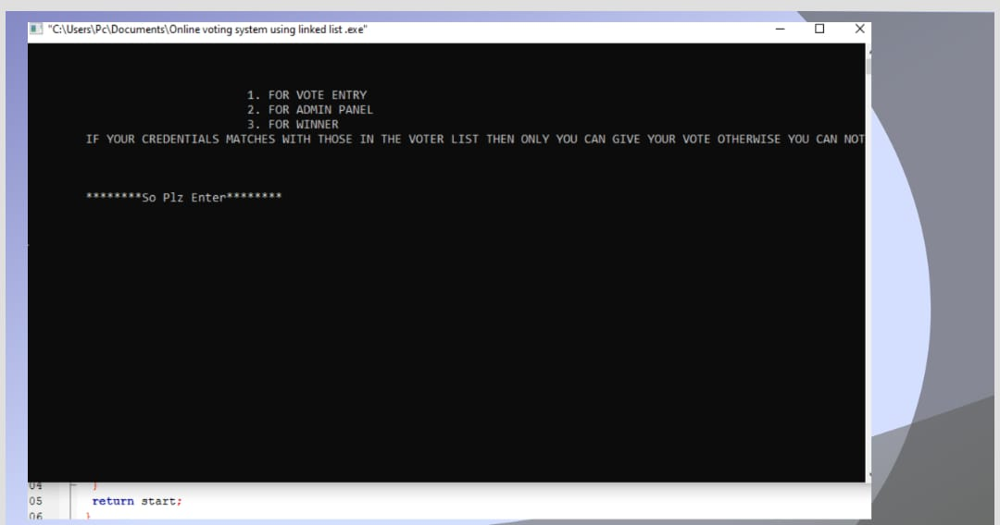 "C:\Users\Pc\Documents\Online voting system using linked list .exe"
1. FOR VOTE ENTRY
2. FOR ADMIN PANEL
3. FOR WINNER
IF YOUR CREDENTIALS MATCHES WITH THOSE IN THE VOTER LIST THEN ONLY YOU CAN GIVE YOUR VOTE OTHERWISE YOU CAN NOT
********So Plz Enter********
04 }
05 return start;
06 }